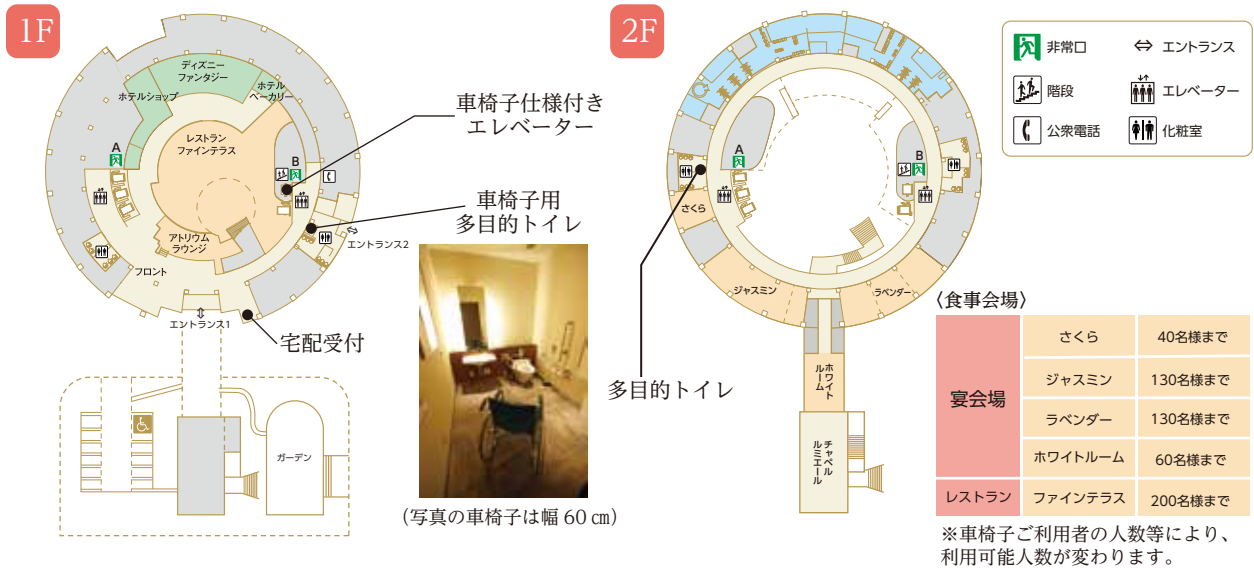 1F
ディズニー
ファンタジー
ホテルショップ
ホテル
ベーカリー
レストラン
ファインテラス
A
B
アトリウム
ラウンジ
フロント
エントランス1
エントランス2
車椅子仕様付き
エレベーター
車椅子用
多目的トイレ
宅配受付
ガーデン
(写真の車椅子は幅 60 ㎝)
2F
A
B
さくら
ジャスミン
ラベンダー
ホワイト
ルーム
チャペル
ルミエール
多目的トイレ
非常口
エントランス
階段
エレベーター
公衆電話
化粧室
〈食事会場〉
宴会場
さくら 40名様まで
ジャスミン 130名様まで
ラベンダー 130名様まで
ホワイトルーム 60名様まで
レストラン ファインテラス 200名様まで
※車椅子ご利用者の人数等により、
利用可能人数が変わります。